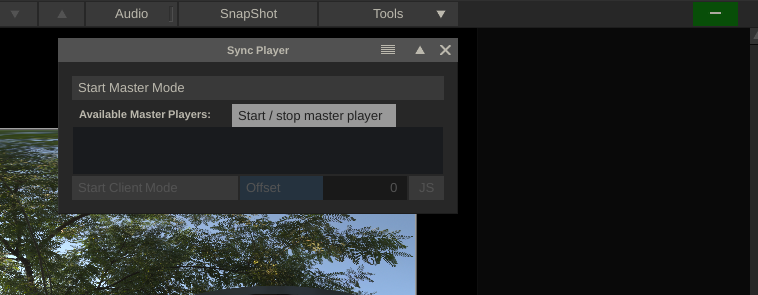 Audio SnapShot Tools
Sync Player
Start Master Mode
Available Master Players:
Start / stop master player
Start Client Mode Offset 0 JS